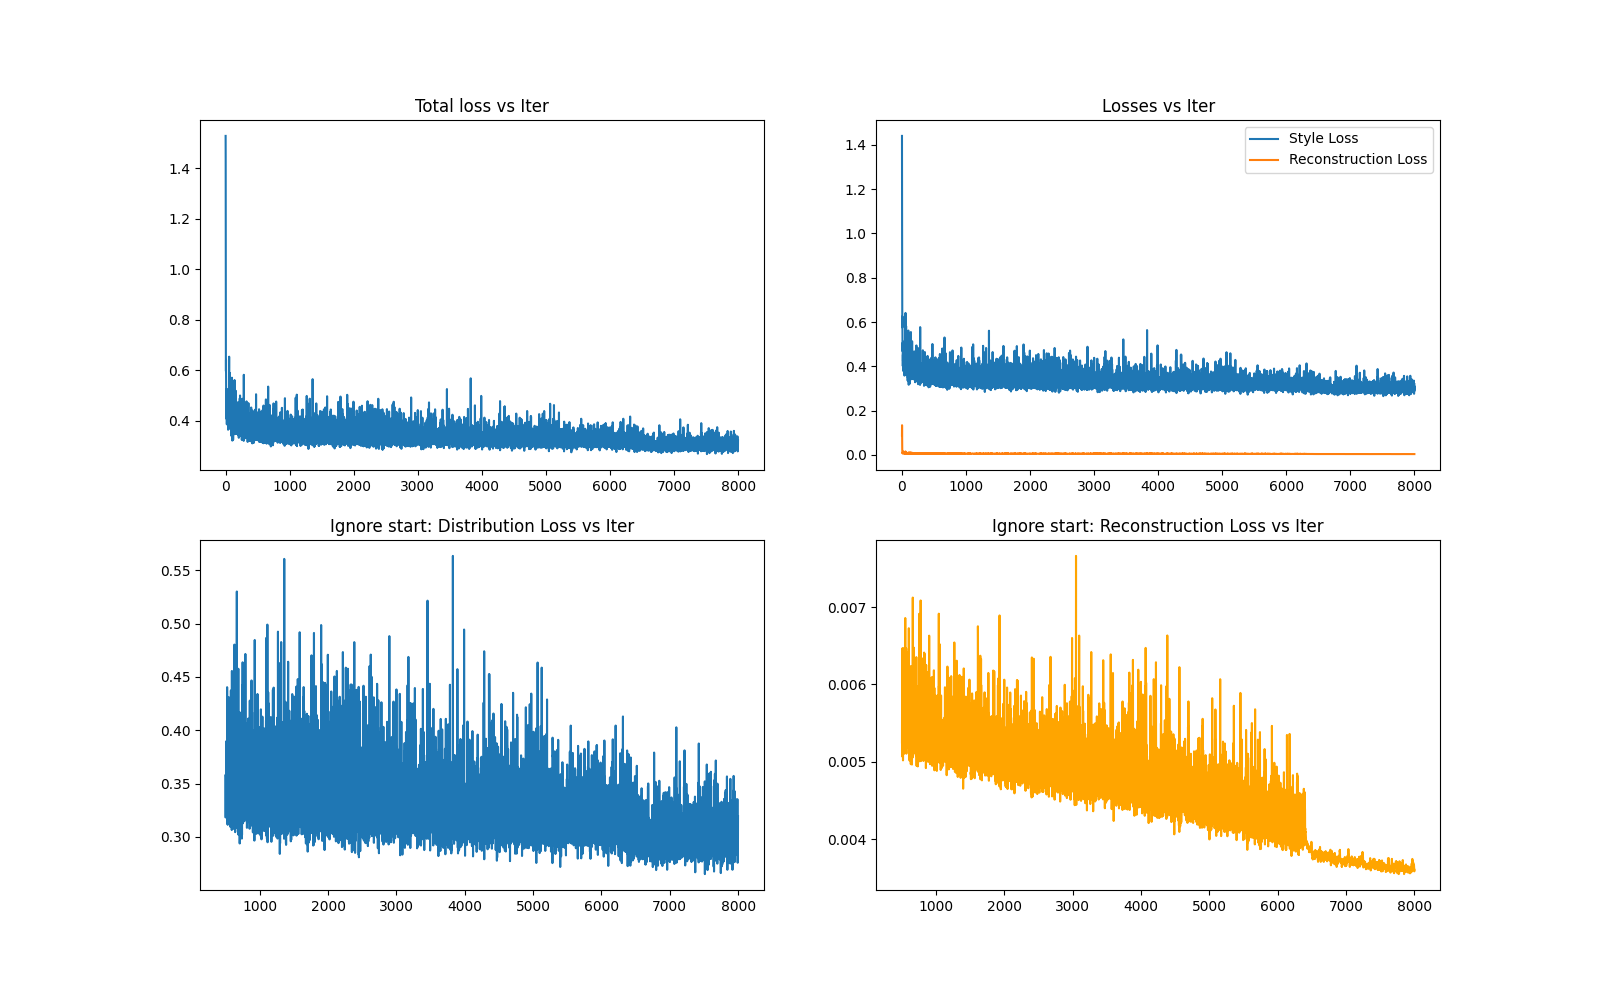 Total loss vs Iter
1.4
1.2
1.0
0.8
0.6
0.4
0 1000 2000 3000 4000 5000 6000 7000 8000
Losses vs Iter
Style Loss
Reconstruction Loss
1.4
1.2
1.0
0.8
0.6
0.4
0.2
0.0
0 1000 2000 3000 4000 5000 6000 7000 8000
Ignore start: Distribution Loss vs Iter
0.55
0.50
0.45
0.40
0.35
0.30
1000 2000 3000 4000 5000 6000 7000 8000
Ignore start: Reconstruction Loss vs Iter
0.007
0.006
0.005
0.004
1000 2000 3000 4000 5000 6000 7000 8000